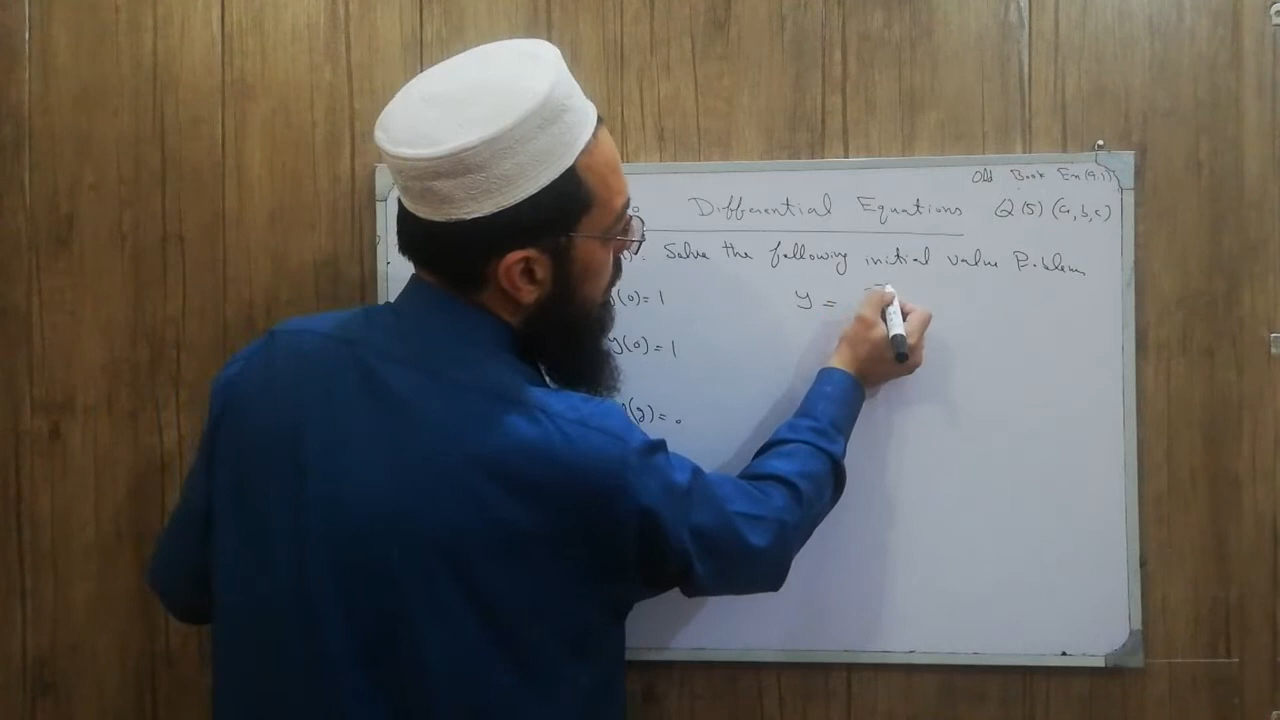 Old Book Ex(9.1)
Differential Equations Q(5) (a,b,c)
Solve the following initial value Problem
y(0)=1 y =
y(0)=1
(2)=0